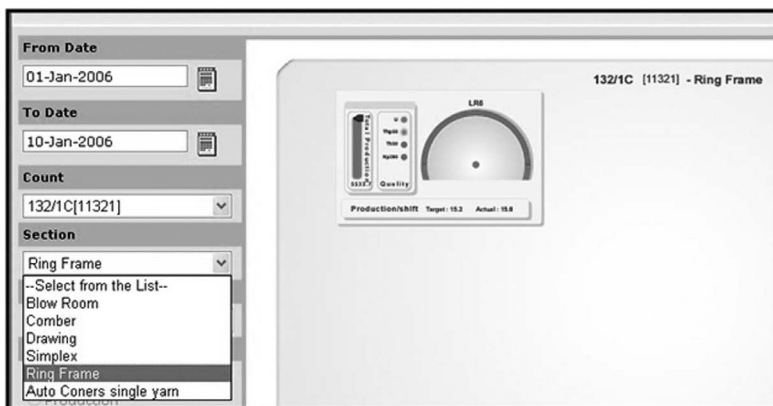 From Date
01-Jan-2006
To Date
10-Jan-2006
Count
132/1C[11321]
Section
Ring Frame
--Select from the List--
Blow Room
Comber
Drawing
Simplex
Ring Frame
Auto Coners single yarn
Production
132/1C [11321] - Ring Frame
LR6
Total Production
U
Thn50
Quality
Production/shift Target : 15.2 Actual : 15.8